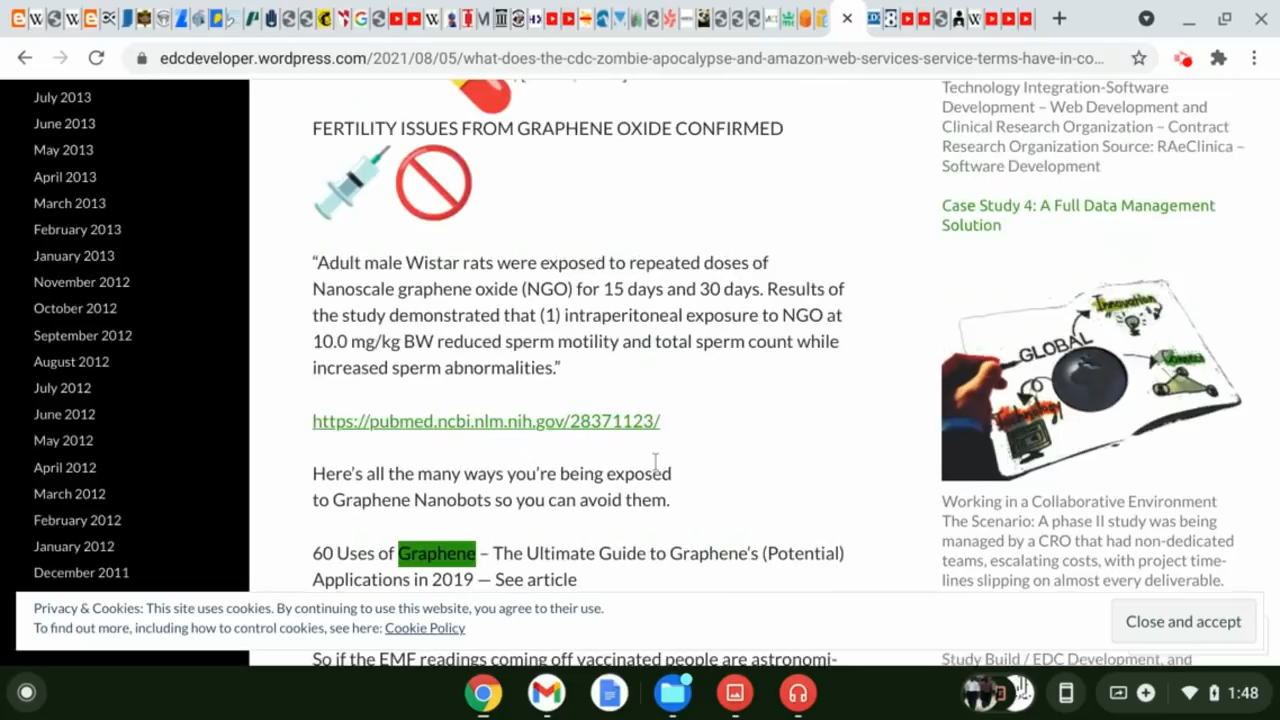 edcdeveloper.wordpress.com/2021/08/05/what-does-the-cdc-zombie-apocalypse-and-amazon-web-services-service-terms-have-in-co...
July 2013
June 2013
May 2013
April 2013
March 2013
February 2013
January 2013
November 2012
October 2012
September 2012
August 2012
July 2012
June 2012
May 2012
April 2012
March 2012
February 2012
January 2012
December 2011
FERTILITY ISSUES FROM GRAPHENE OXIDE CONFIRMED
“Adult male Wistar rats were exposed to repeated doses of
Nanoscale graphene oxide (NGO) for 15 days and 30 days. Results of
the study demonstrated that (1) intraperitoneal exposure to NGO at
10.0 mg/kg BW reduced sperm motility and total sperm count while
increased sperm abnormalities.”
https://pubmed.ncbi.nlm.nih.gov/28371123/
Here’s all the many ways you’re being exposed
to Graphene Nanobots so you can avoid them.
60 Uses of Graphene – The Ultimate Guide to Graphene’s (Potential)
Applications in 2019 — See article
So if the EMF readings coming off vaccinated people are astronomi-
Technology Integration-Software
Development – Web Development and
Clinical Research Organization – Contract
Research Organization Source: RAeClinica –
Software Development
Case Study 4: A Full Data Management
Solution
Innovation
GLOBAL
Technology
Working in a Collaborative Environment
The Scenario: A phase II study was being
managed by a CRO that had non-dedicated
teams, escalating costs, with project time-
lines slipping on almost every deliverable.
Study Build / EDC Development, and
Privacy & Cookies: This site uses cookies. By continuing to use this website, you agree to their use.
To find out more, including how to control cookies, see here: Cookie Policy
Close and accept
1:48